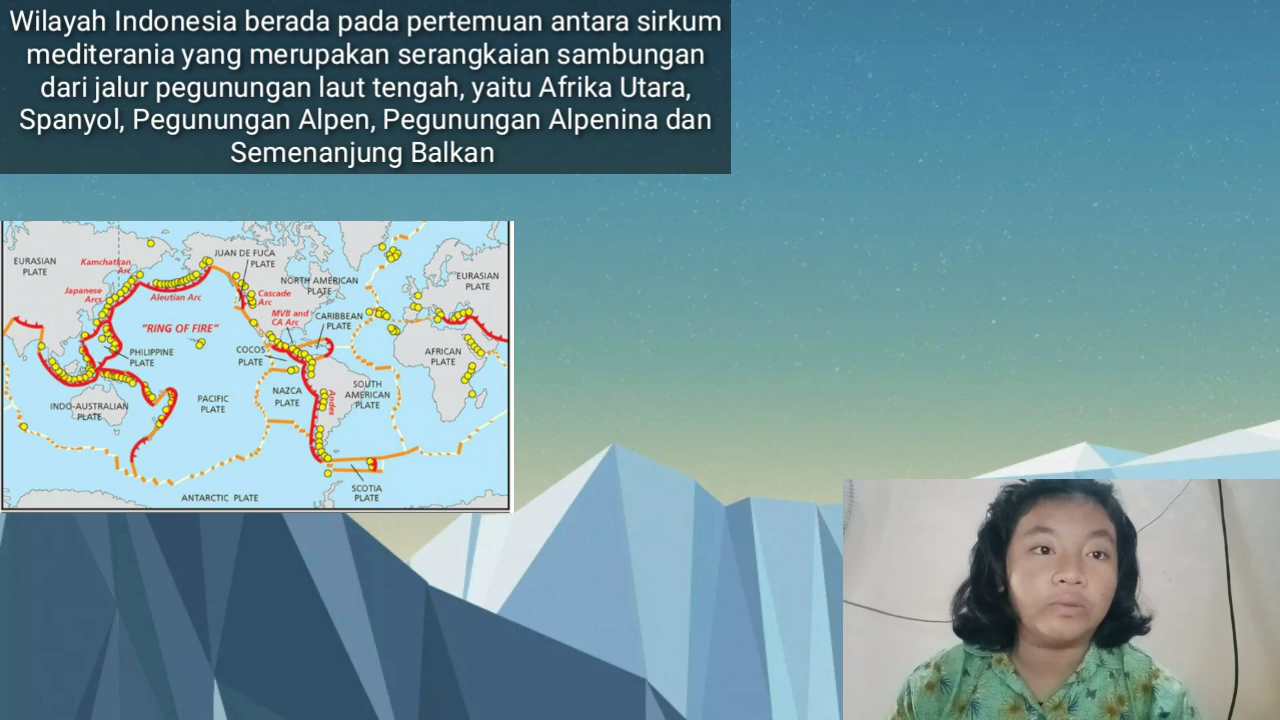 Wilayah Indonesia berada pada pertemuan antara sirkum
mediterania yang merupakan serangkaian sambungan
dari jalur pegunungan laut tengah, yaitu Afrika Utara,
Spanyol, Pegunungan Alpen, Pegunungan Alpenina dan
Semenanjung Balkan
EURASIAN
PLATE
Kamchatkan
Arc
Japanese
Arcs
Aleutian Arc
"RING OF FIRE"
PHILIPPINE
PLATE
INDO-AUSTRALIAN
PLATE
PACIFIC
PLATE
ANTARCTIC PLATE
JUAN DE FUCA
PLATE
NORTH AMERICAN
PLATE
Cascade
Arc
MVB and
CA Arc
CARIBBEAN
PLATE
COCOS
PLATE
NAZCA
PLATE
SOUTH
AMERICAN
PLATE
Andes
SCOTIA
PLATE
EURASIAN
PLATE
AFRICAN
PLATE